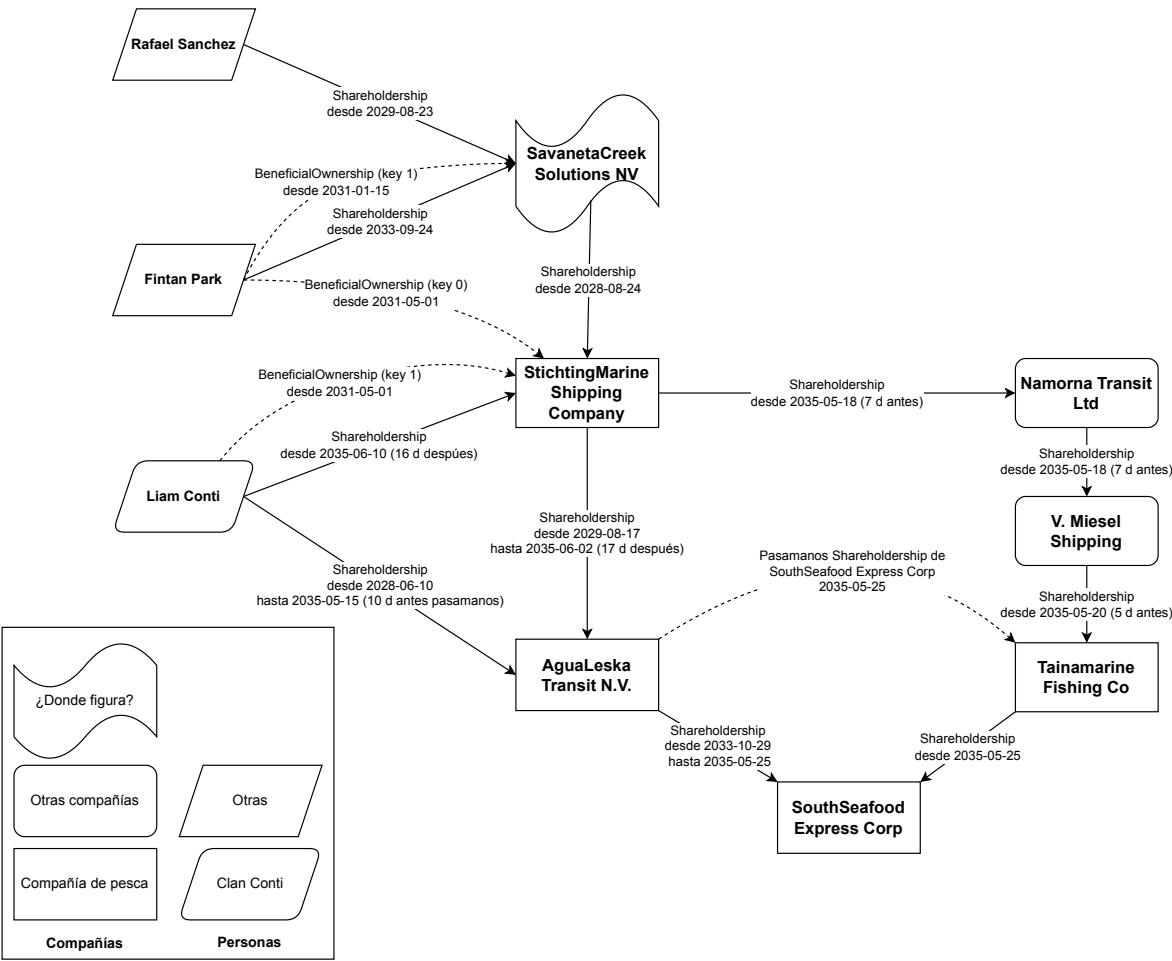 Rafael Sanchez
Shareholdership
desde 2029-08-23
SavanetaCreek
Solutions NV
BeneficialOwnership (key 1)
desde 2031-01-15
Shareholdership
desde 2033-09-24
Fintan Park
BeneficialOwnership (key 0)
desde 2031-05-01
Shareholdership
desde 2028-08-24
BeneficialOwnership (key 1)
desde 2031-05-01
StichtingMarine
Shipping
Company
Shareholdership
desde 2035-05-18 (7 d antes)
Namorna Transit
Ltd
Shareholdership
desde 2035-06-10 (16 d despúes)
Shareholdership
desde 2035-05-18 (7 d antes)
Liam Conti
V. Miesel
Shipping
Shareholdership
desde 2029-08-17
hasta 2035-06-02 (17 d después)
Shareholdership
desde 2028-06-10
hasta 2035-05-15 (10 d antes pasamanos)
Pasamanos Shareholdership de
SouthSeafood Express Corp
2035-05-25
Shareholdership
desde 2035-05-20 (5 d antes)
AguaLeska
Transit N.V.
Tainamarine
Fishing Co
Shareholdership
desde 2033-10-29
hasta 2035-05-25
Shareholdership
desde 2035-05-25
SouthSeafood
Express Corp
¿Donde figura?
Otras compañías
Otras
Compañía de pesca
Clan Conti
Compañías
Personas